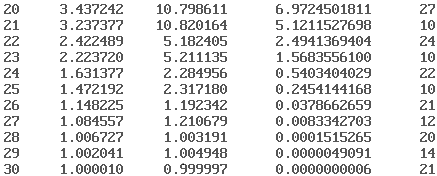 20 3.437242 10.798611 6.9724501811 27
21 3.237377 10.820164 5.1211527698 10
22 2.422489 5.182405 2.4941369404 24
23 2.223720 5.211135 1.5683556100 10
24 1.631377 2.284956 0.5403404029 22
25 1.472192 2.317180 0.2454144168 10
26 1.148225 1.192342 0.0378662659 21
27 1.084557 1.210679 0.0083342703 12
28 1.006727 1.003191 0.0001515265 20
29 1.002041 1.004948 0.0000049091 14
30 1.000010 0.999997 0.0000000006 21